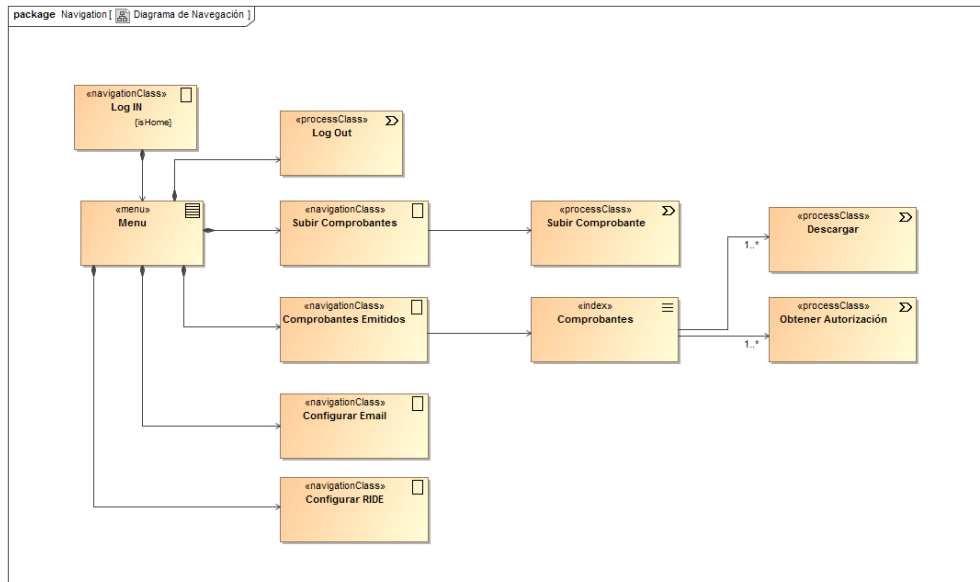 package Navigation [ Diagrama de Navegación ]
«navigationClass»
Log IN
{isHome}
«processClass»
Log Out
«menu»
Menu
«navigationClass»
Subir Comprobantes
«processClass»
Subir Comprobante
«processClass»
Descargar
1..*
«navigationClass»
Comprobantes Emitidos
«index»
Comprobantes
«processClass»
Obtener Autorización
1..*
«navigationClass»
Configurar Email
«navigationClass»
Configurar RIDE